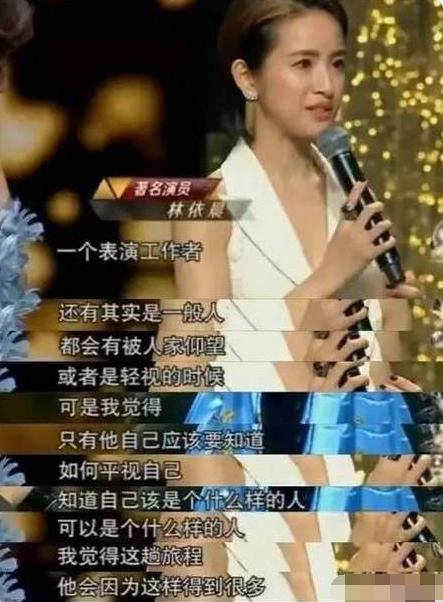 著名演员
林依晨
一个表演工作者
还有其实是一般人
都会有被人家仰望
或者是轻视的时候
可是我觉得
只有他自己应该要知道
如何平视自己
知道自己该是个什么样的人
可以是个什么样的人
我觉得这趟旅程
他会因为这样得到很多